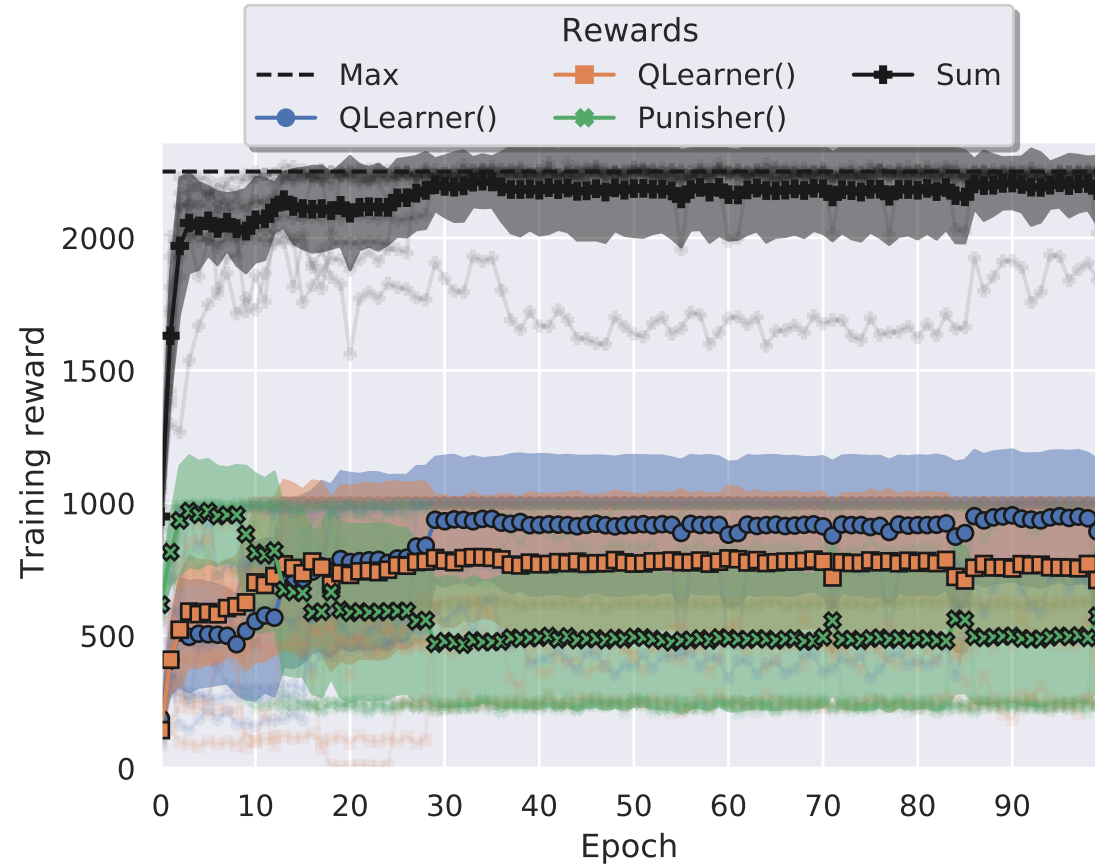 Rewards
Max QLearner() Sum
QLearner() Punisher()
Training reward
2000
1500
1000
500
0
0 10 20 30 40 50 60 70 80 90
Epoch